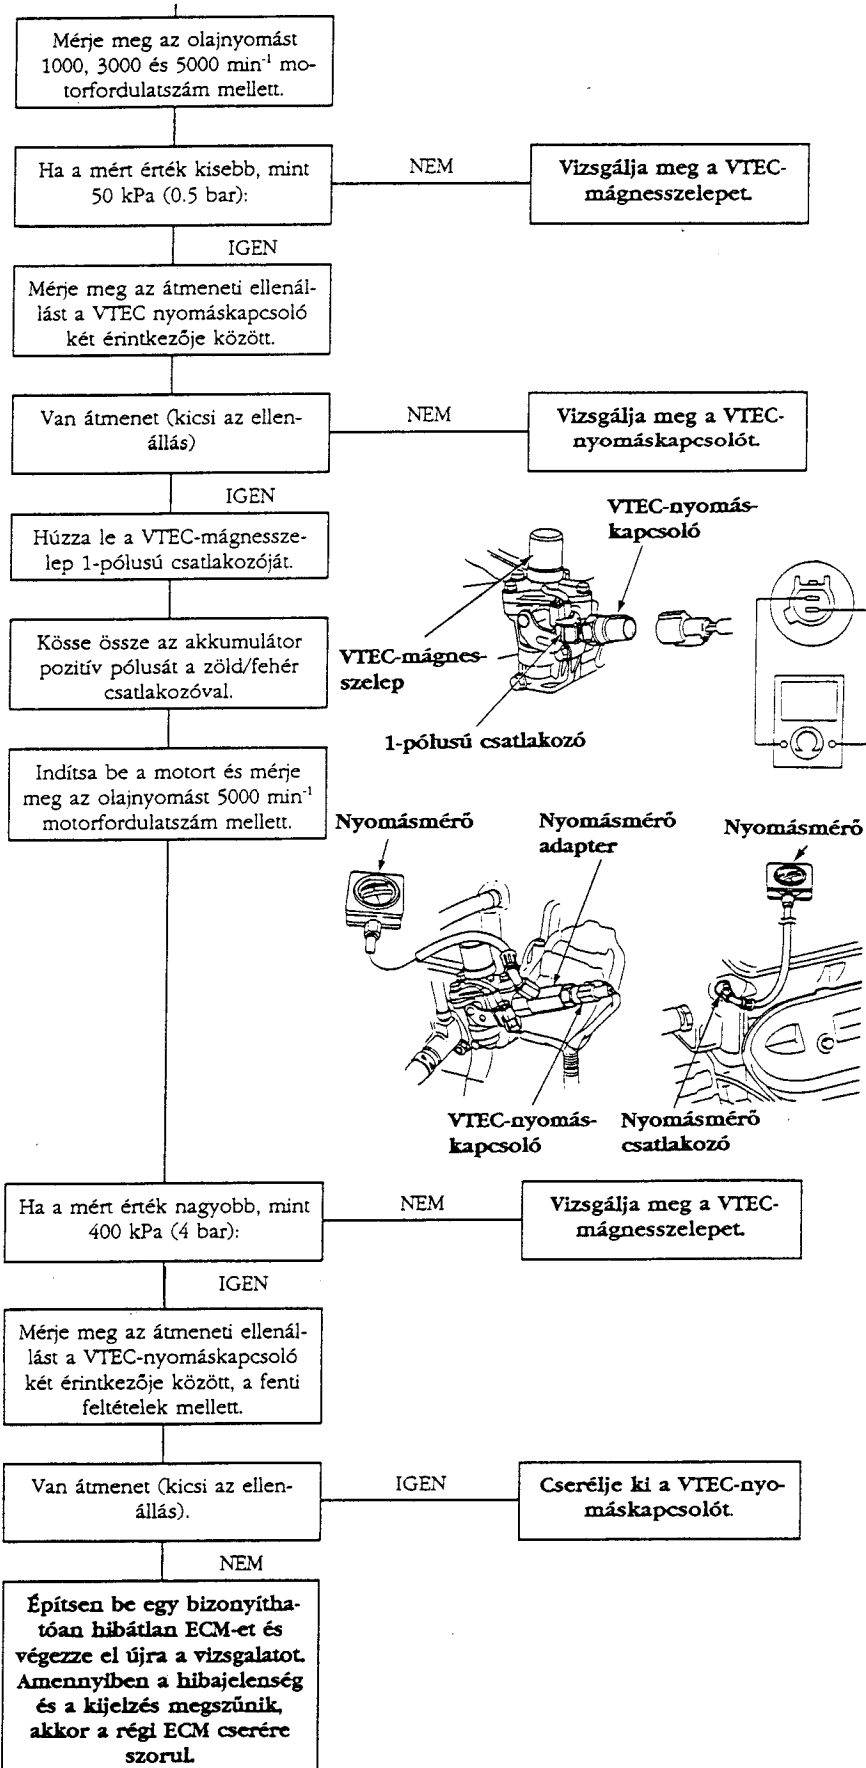 Mérje meg az olajnyomást
1000, 3000 és 5000 min⁻¹ mo-
torfordulatszám mellett.
Ha a mért érték kisebb, mint
50 kPa (0.5 bar):
NEM
Vizsgálja meg a VTEC-
mágnesszelepet.
IGEN
Mérje meg az átmeneti ellenál-
lást a VTEC nyomáskapcsoló
két érintkezője között.
Van átmenet (kicsi az ellen-
állás)
NEM
Vizsgálja meg a VTEC-
nyomáskapcsolót.
IGEN
Húzza le a VTEC-mágnessze-
lep 1-pólusú csatlakozóját.
Kösse össze az akkumulátor
pozitív pólusát a zöld/fehér
csatlakozóval.
Indítsa be a motort és mérje
meg az olajnyomást 5000 min⁻¹
motorfordulatszám mellett.
VTEC-nyomás-
kapcsoló
VTEC-mágnes-
szelep
1-pólusú csatlakozó
Ω
Nyomásmérő
Nyomásmérő
adapter
Nyomásmérő
VTEC-nyomás-
kapcsoló
Nyomásmérő
csatlakozó
Ha a mért érték nagyobb, mint
400 kPa (4 bar):
NEM
Vizsgálja meg a VTEC-
mágnesszelepet.
IGEN
Mérje meg az átmeneti ellenál-
lást a VTEC-nyomáskapcsoló
két érintkezője között, a fenti
feltételek mellett.
Van átmenet (kicsi az ellen-
állás).
IGEN
Cserélje ki a VTEC-nyo-
máskapcsolót.
NEM
Építsen be egy bizonyítha-
tóan hibátlan ECM-et és
végezze el újra a vizsgalatot.
Amennyiben a hibajelenség
és a kijelzés megszűnik,
akkor a régi ECM cserére
szorul.